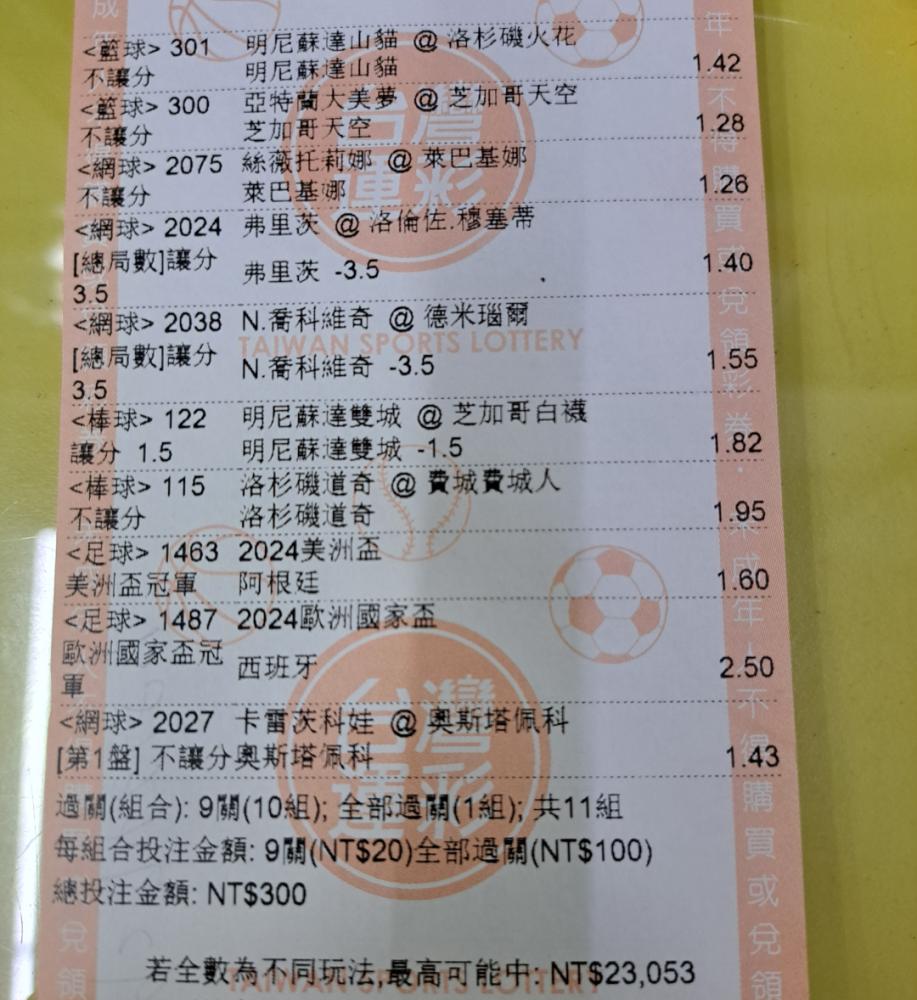 <籃球> 301 明尼蘇達山貓 @ 洛杉磯火花
不讓分 明尼蘇達山貓 1.42
<籃球> 300 亞特蘭大美夢 @ 芝加哥天空
不讓分 芝加哥天空 1.28
<網球> 2075 絲薇托莉娜 @ 萊巴基娜
不讓分 萊巴基娜 1.26
<網球> 2024 弗里茨 @ 洛倫佐.穆塞蒂
[總局數]讓分 弗里茨 -3.5 1.40
3.5
<網球> 2038 N.喬科維奇 @ 德米瑙爾
[總局數]讓分 N.喬科維奇 -3.5 1.55
3.5
<棒球> 122 明尼蘇達雙城 @ 芝加哥白襪
讓分 1.5 明尼蘇達雙城 -1.5 1.82
<棒球> 115 洛杉磯道奇 @ 費城費城人
不讓分 洛杉磯道奇 1.95
<足球> 1463 2024美洲盃
美洲盃冠軍 阿根廷 1.60
<足球> 1487 2024歐洲國家盃
歐洲國家盃冠 西班牙 2.50
軍
<網球> 2027 卡雷茨科娃 @ 奧斯塔佩科
[第1盤] 不讓分奧斯塔佩科 1.43
過關(組合): 9關(10組); 全部過關(1組); 共11組
每組合投注金額: 9關(NT$20)全部過關(NT$100)
總投注金額: NT$300
若全數為不同玩法,最高可能中: NT$23,053
台灣運彩
TAIWAN SPORTS LOTTERY
台灣運彩
TAIWAN SPORTS LOTTERY